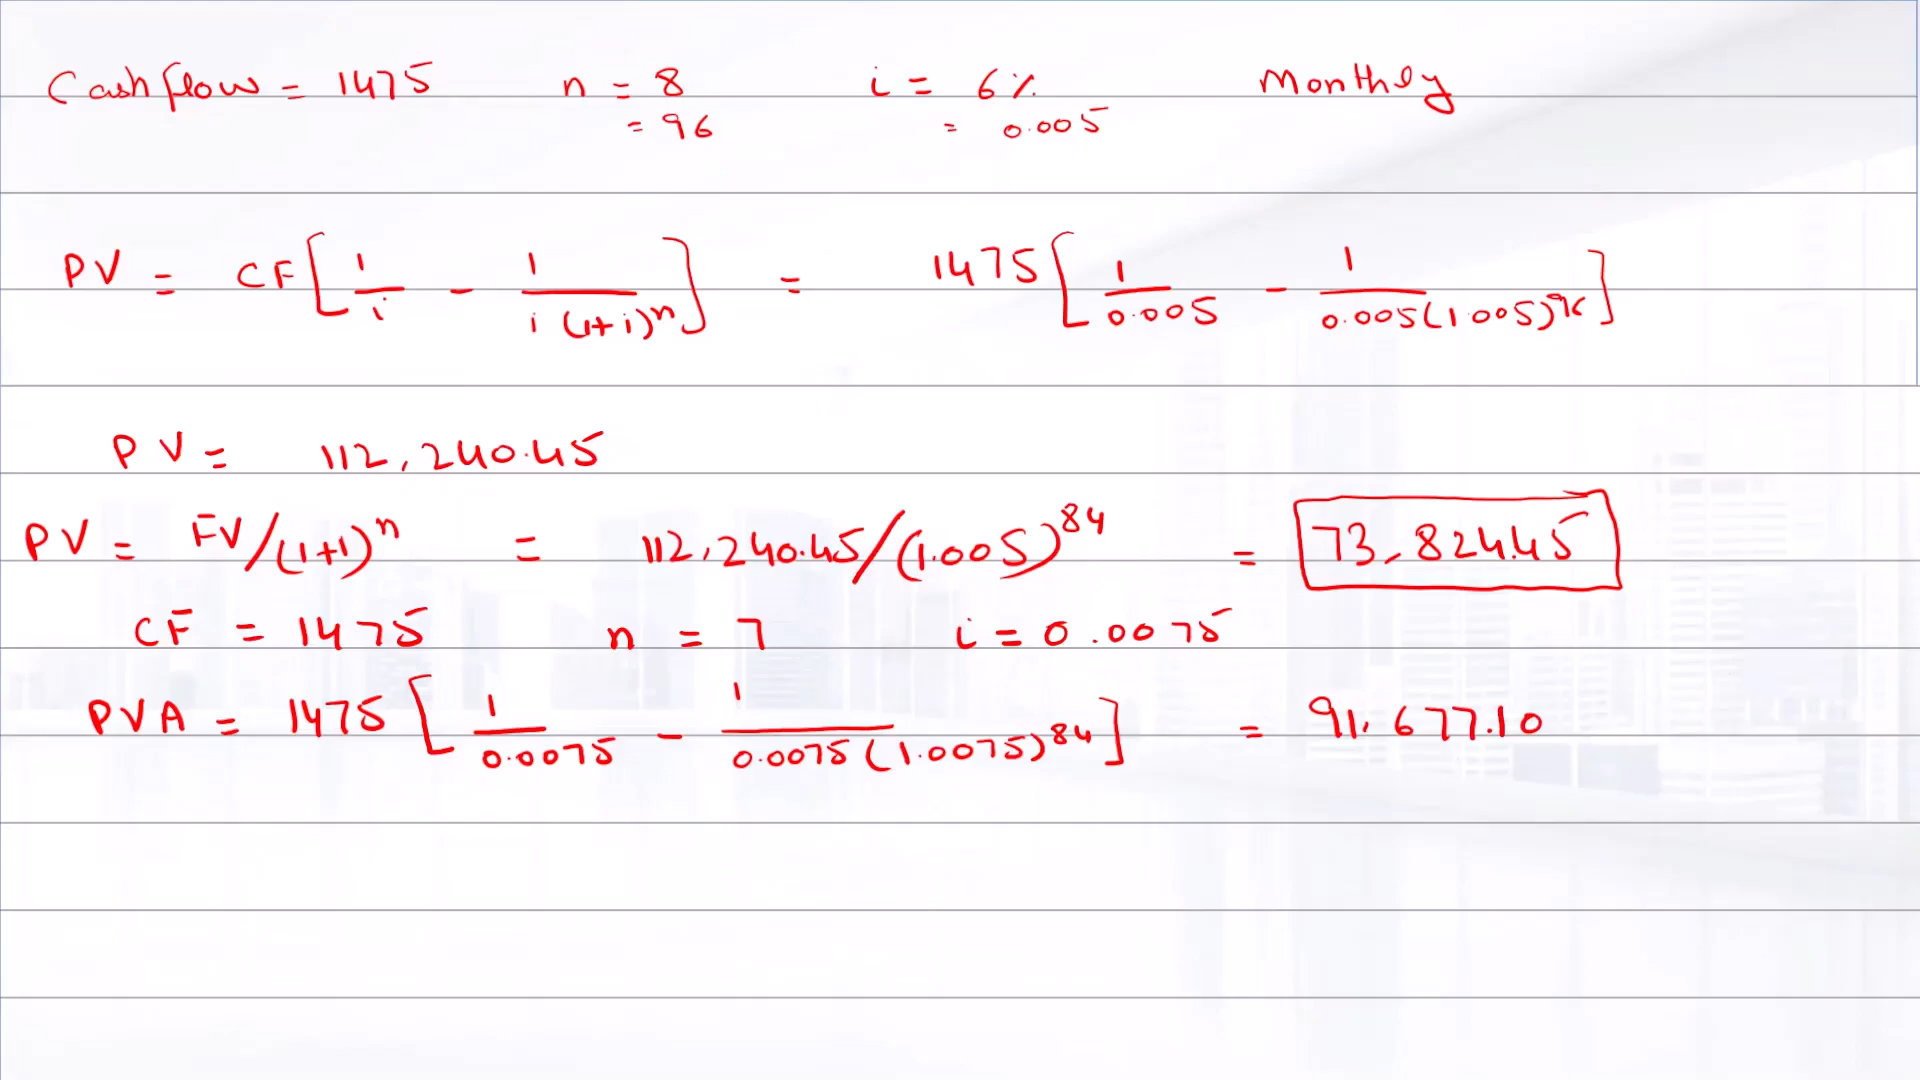 Cash flow = 1475 n = 8 i = 6% Monthly
= 96 = 0.005
PV = CF [ 1/i - 1/i(1+i)^n ] = 1475 [ 1/0.005 - 1/0.005(1.005)^96 ]
PV = 112,240.45
PV = FV/(1+1)^n = 112,240.45/(1.005)^84 = 73,824.45
CF = 1475 n = 7 i = 0.0075
PVA = 1475 [ 1/0.0075 - 1/0.0075(1.0075)^84 ] = 91,677.10